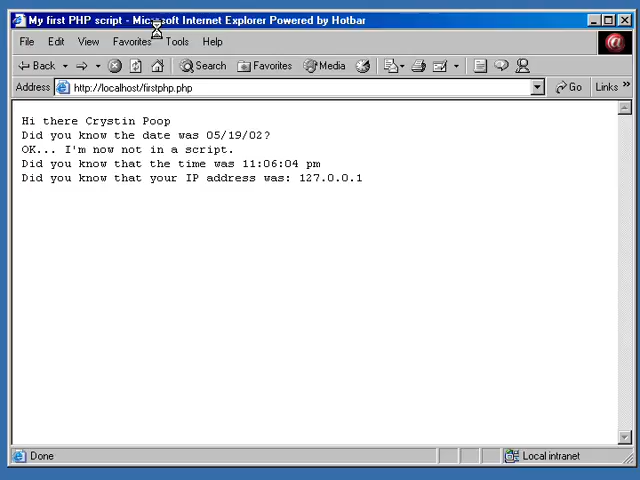 My first PHP script - Microsoft Internet Explorer Powered by Hotbar
File Edit View Favorites Tools Help
Back Search Favorites Media
Address http://localhost/firstphp.php Go Links »
Hi there Crystin Poop
Did you know the date was 05/19/02?
OK... I'm now not in a script.
Did you know that the time was 11:06:04 pm
Did you know that your IP address was: 127.0.0.1
Done Local intranet